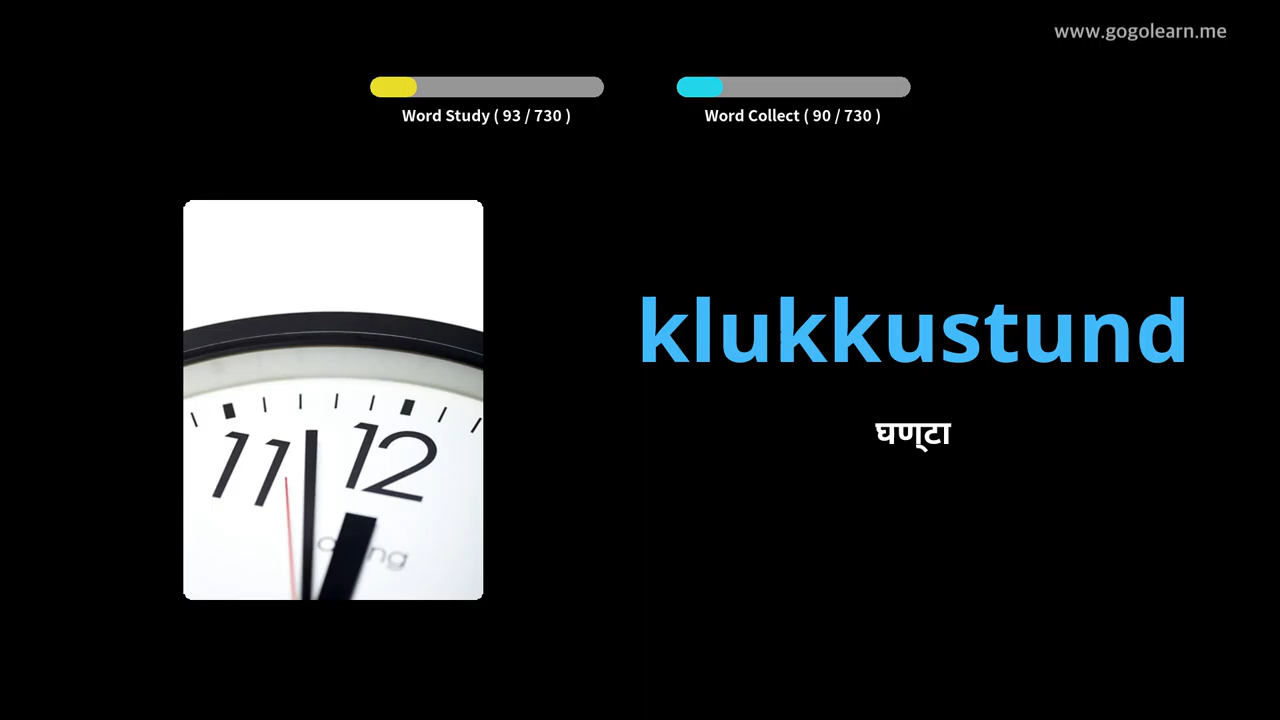 www.gogolearn.me
Word Study ( 93 / 730 )
Word Collect ( 90 / 730 )
klukkustund
घण्टा
11 12